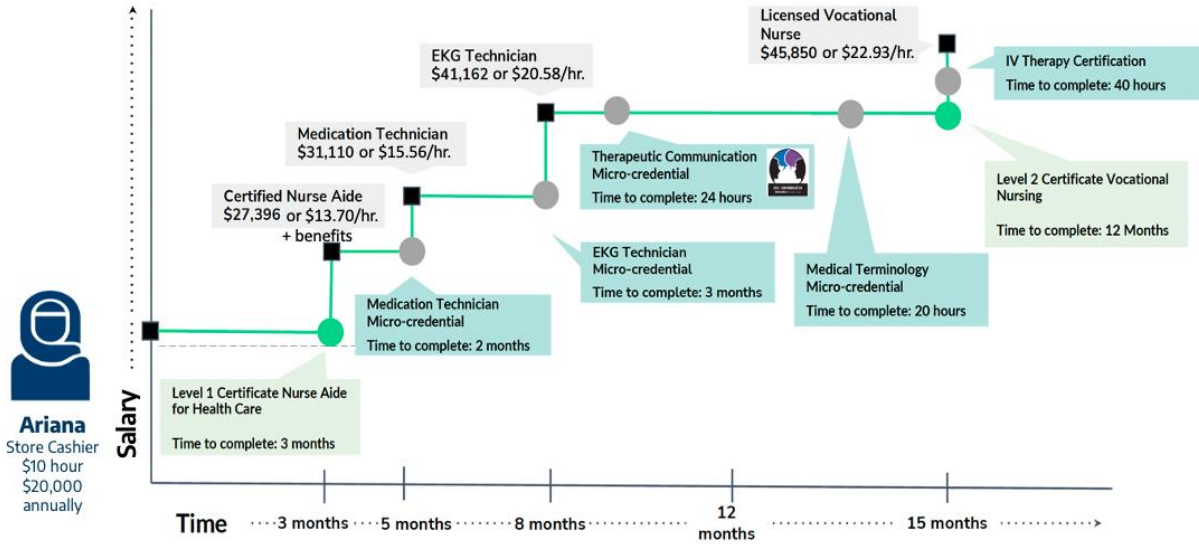 Licensed Vocational
Nurse
$45,850 or $22.93/hr.
IV Therapy Certification
Time to complete: 40 hours
EKG Technician
$41,162 or $20.58/hr.
Medication Technician
$31,110 or $15.56/hr.
Therapeutic Communication
Micro-credential
Time to complete: 24 hours
Level 2 Certificate Vocational
Nursing
Time to complete: 12 Months
Certified Nurse Aide
$27,396 or $13.70/hr.
+ benefits
EKG Technician
Micro-credential
Time to complete: 3 months
Medical Terminology
Micro-credential
Time to complete: 20 hours
Medication Technician
Micro-credential
Time to complete: 2 months
Level 1 Certificate Nurse Aide
for Health Care
Time to complete: 3 months
Ariana
Store Cashier
$10 hour
$20,000
annually
Salary
Time
3 months
5 months
8 months
12
months
15 months